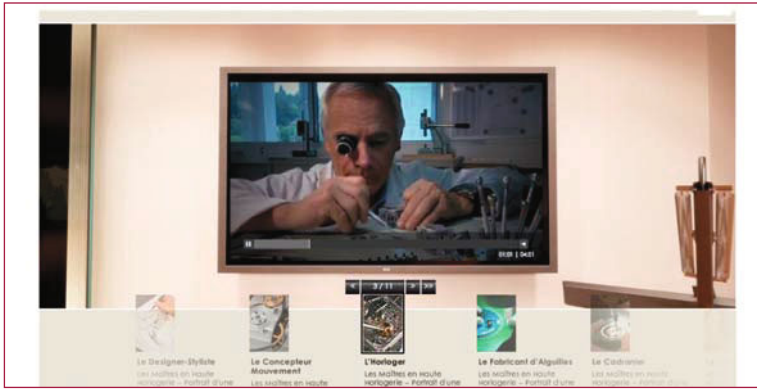 01:01 | 04:21
< 3 / 11 > >>
Le Designer-Styliste
Les Maîtres en Haute
Horlogerie – Portrait d'une
Le Concepteur
Mouvement
Les Maîtres en Haute
L'Horloger
Les Maîtres en Haute
Horlogerie – Portrait d'une
Le Fabricant d'Aiguilles
Les Maîtres en Haute
Horlogerie – Portrait d'une
Le Cadranier
Les Maîtres en Haute
Horlogerie – Portrait d'une